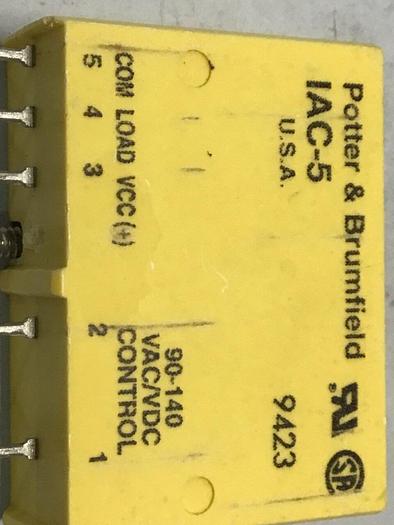 Potter & Brumfield
IAC-5
U.S.A.
9423
COM LOAD VCC (+)
5 4 3 2 1
90-140
VAC/VDC
CONTROL